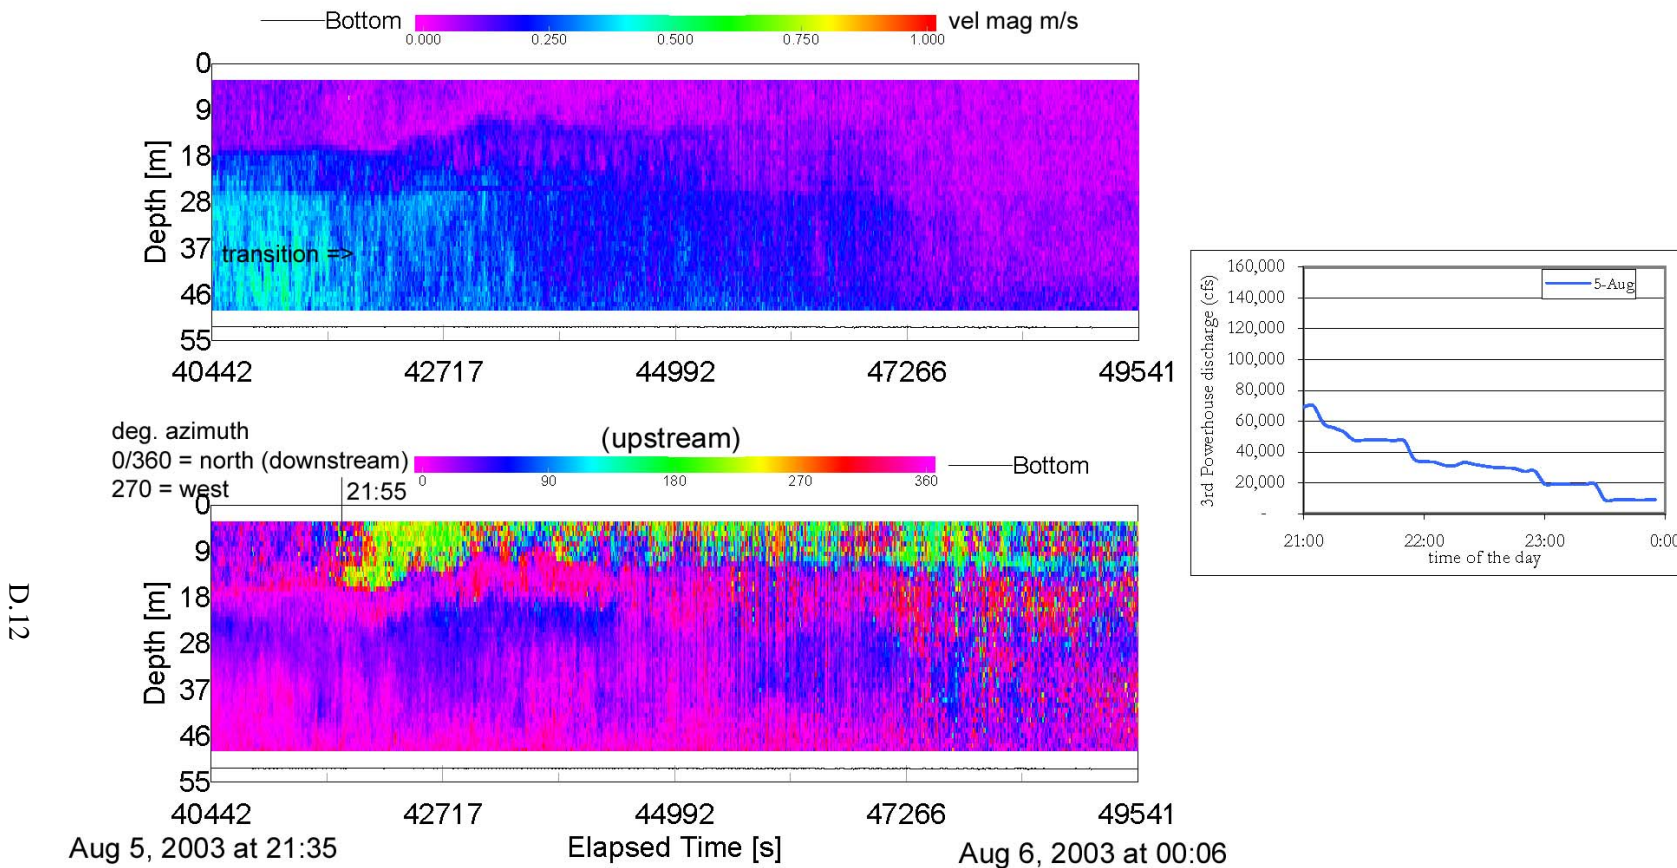 Bottom
vel mag m/s
0.000 0.250 0.500 0.750 1.000
0
9
18
28
37
46
55
Depth [m]
transition =>
40442 42717 44992 47266 49541
deg. azimuth
0/360 = north (downstream)
270 = west
(upstream)
0 90 180 270 360
Bottom
21:55
0
9
18
28
37
46
55
Depth [m]
40442 42717 44992 47266 49541
Aug 5, 2003 at 21:35
Elapsed Time [s]
Aug 6, 2003 at 00:06
D.12
3rd Powerhouse discharge (cfs)
160,000
140,000
120,000
100,000
80,000
60,000
40,000
20,000
-
5-Aug
21:00 22:00 23:00 0:00
time of the day